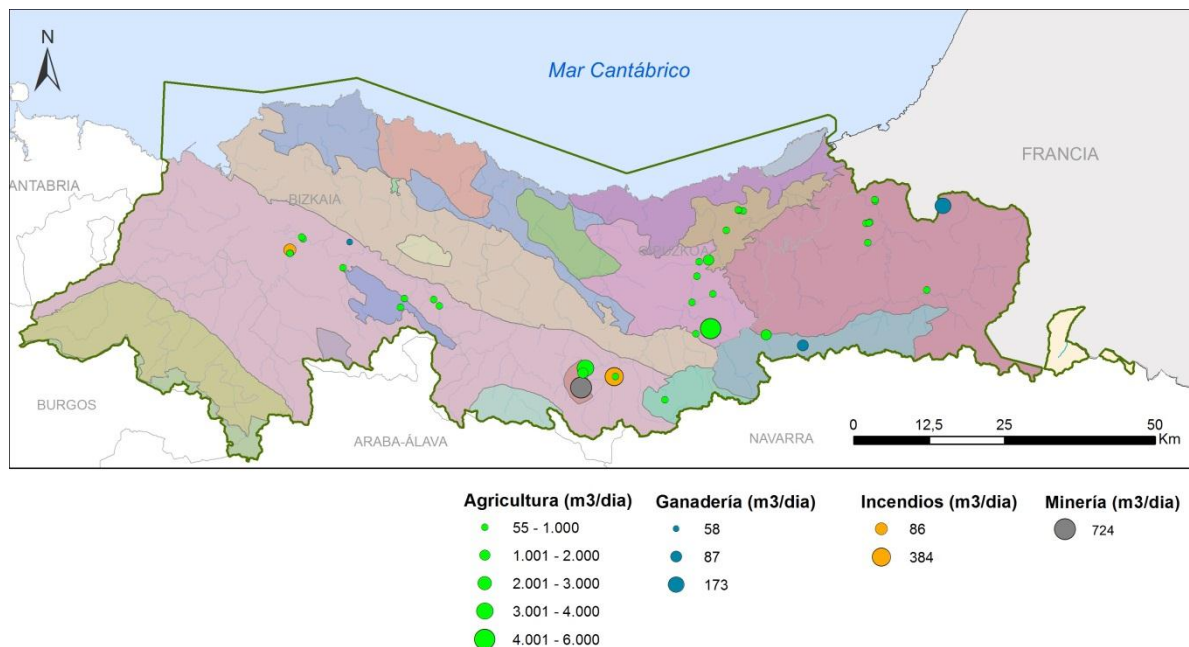 N
Mar Cantábrico
FRANCIA
ANTABRIA
BIZKAIA
BURGOS
ARABA-ÁLAVA
NAVARRA
0 12,5 25 50
Km
Agricultura (m3/dia)
55 - 1.000
1.001 - 2.000
2.001 - 3.000
3.001 - 4.000
4.001 - 6.000
Ganadería (m3/dia)
58
87
173
Incendios (m3/dia)
86
384
Minería (m3/dia)
724